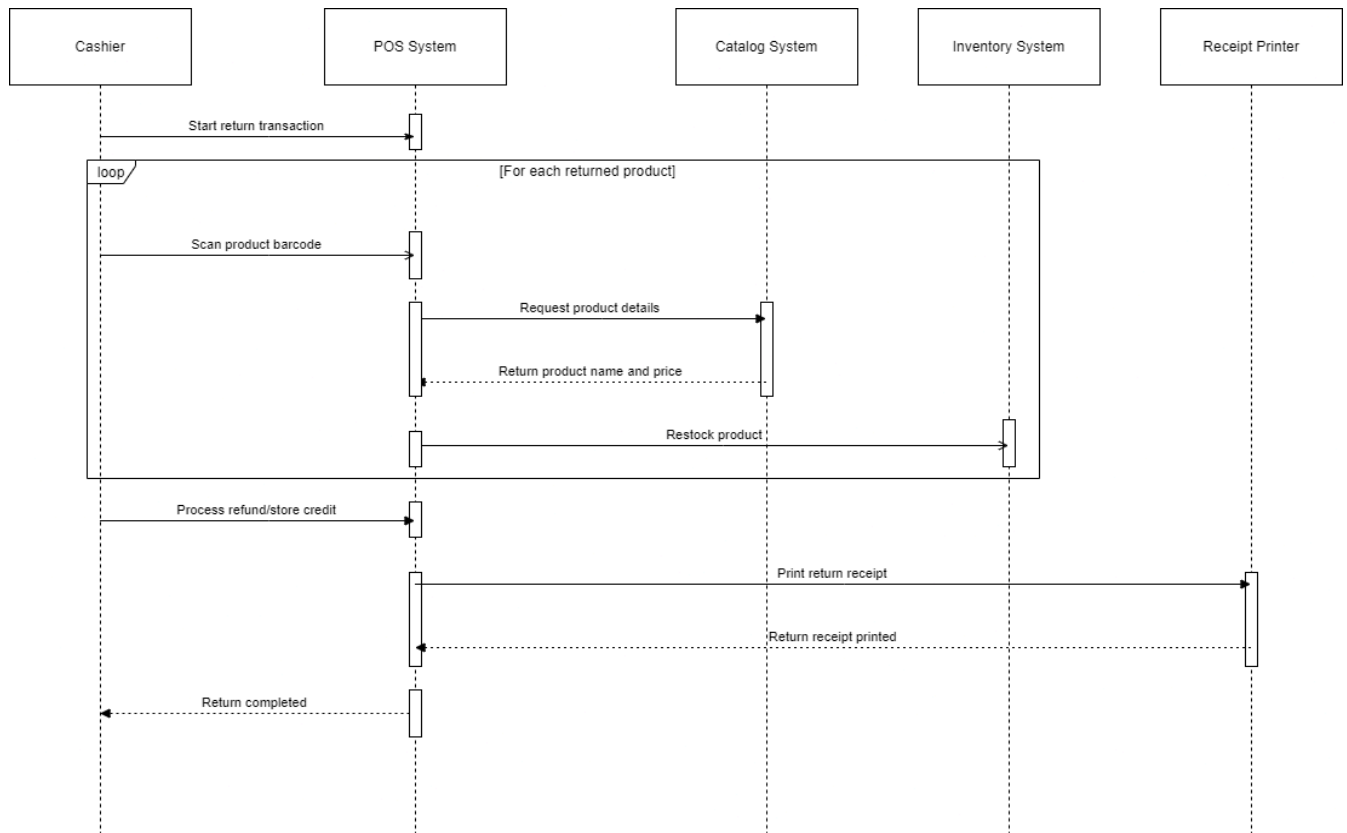 Cashier
POS System
Catalog System
Inventory System
Receipt Printer
Start return transaction
loop
[For each returned product]
Scan product barcode
Request product details
Return product name and price
Restock product
Process refund/store credit
Print return receipt
Return receipt printed
Return completed